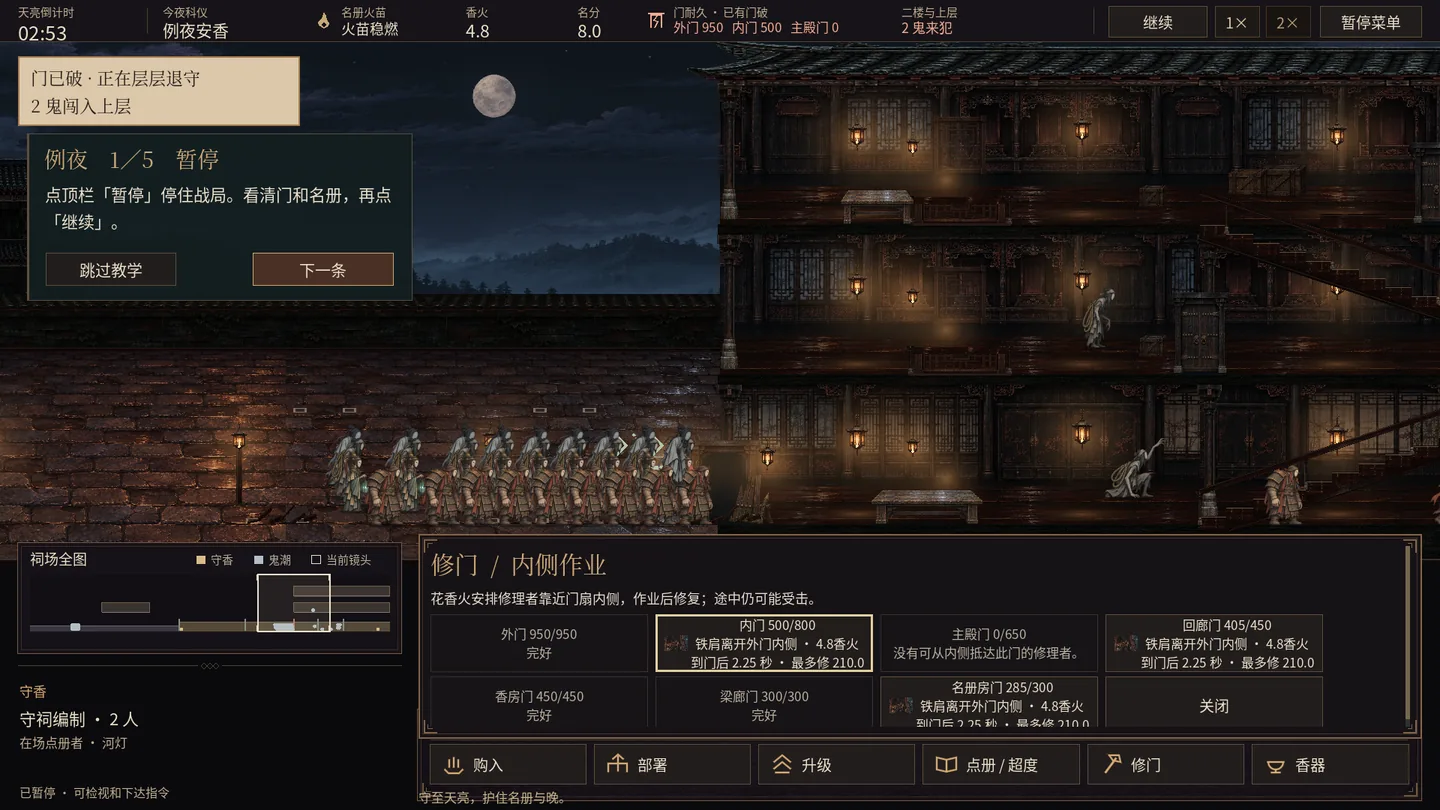 天亮倒计时
02:53
今夜科仪
例夜安香
名册火苗
火苗稳燃
香火
4.8
名分
8.0
门耐久·已有门破
外门 950 内门 500 主殿门 0
二楼与上层
2 鬼来犯
继续
1×
2×
暂停菜单
门已破·正在层层退守
2 鬼闯入上层
例夜 1／5 暂停
点顶栏「暂停」停住战局。看清门和名册，再点
「继续」。
跳过教学
下一条
祠场全图
守香
鬼潮
当前镜头
守香
守祠编制·2 人
在场点册者·河灯
已暂停·可检视和下达指令
修门 / 内侧作业
花香火安排修理者靠近门扇内侧，作业后修复；途中仍可能受击。
外门 950/950
完好
内门 500/800
铁肩离开外门内侧·4.8香火
到门后 2.25 秒·最多修 210.0
主殿门 0/650
没有可从内侧抵达此门的修理者。
回廊门 405/450
铁肩离开外门内侧·4.8香火
到门后 2.25 秒·最多修 210.0
香房门 450/450
完好
梁廊门 300/300
完好
名册房门 285/300
铁肩离开外门内侧·4.8香火
到门后 2.25 秒·最多修 210.0
关闭
购入
部署
升级
点册 / 超度
修门
香器
守至天亮，护住名册与晚。